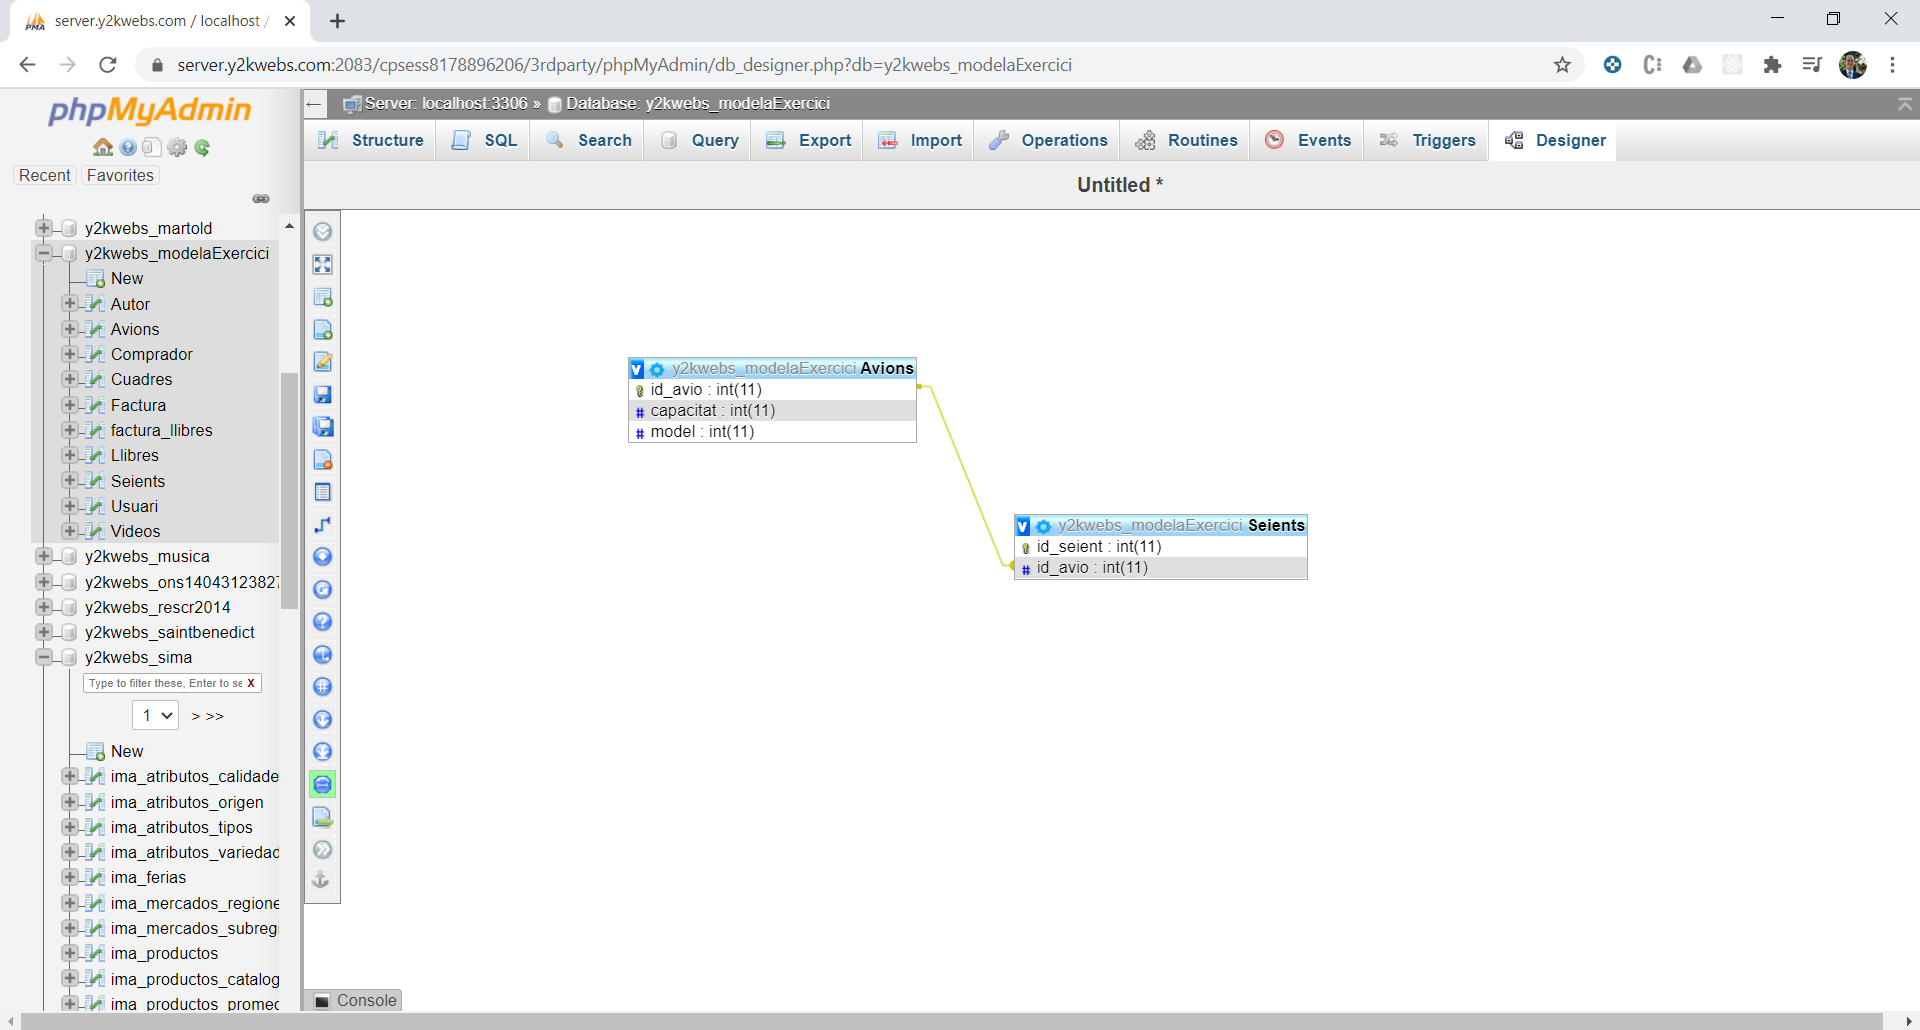 server.y2kwebs.com / localhost /
server.y2kwebs.com:2083/cpsess8178896206/3rdparty/phpMyAdmin/db_designer.php?db=y2kwebs_modelaExercici
phpMyAdmin
Recent Favorites
y2kwebs_martold
y2kwebs_modelaExercici
New
Autor
Avions
Comprador
Cuadres
Factura
factura_llibres
Llibres
Seients
Usuari
Videos
y2kwebs_musica
y2kwebs_ons14043123827
y2kwebs_rescr2014
y2kwebs_saintbenedict
y2kwebs_sima
Type to filter these, Enter to se X
1 > >>
New
ima_atributos_calidade
ima_atributos_origen
ima_atributos_tipos
ima_atributos_variedad
ima_ferias
ima_mercados_regione
ima_mercados_subreg
ima_productos
ima_productos_catalog
ima_productos_promec
Server: localhost:3306 » Database: y2kwebs_modelaExercici
Structure SQL Search Query Export Import Operations Routines Events Triggers Designer
Untitled *
v y2kwebs_modelaExercici Avions
id_avio : int(11)
# capacitat : int(11)
# model : int(11)
v y2kwebs_modelaExercici Seients
id_seient : int(11)
# id_avio : int(11)
Console